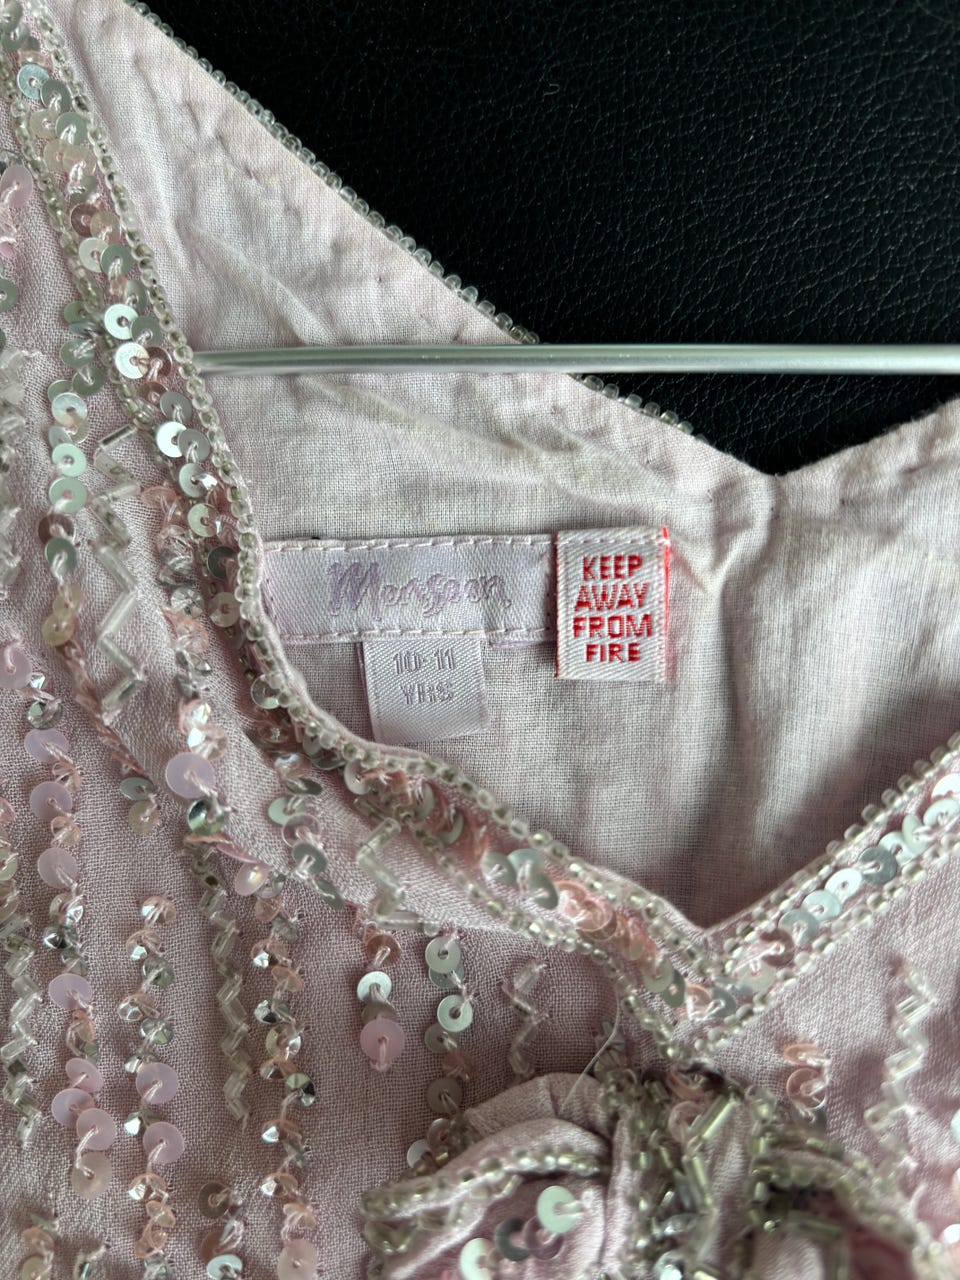 Monsoon
10-11
YRS
KEEP
AWAY
FROM
FIRE